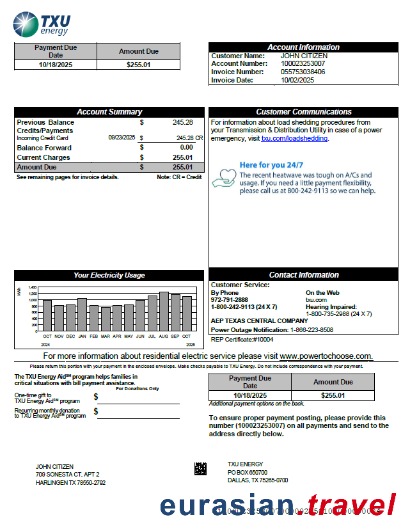 TXU
energy
Payment Due
Date
Amount Due
10/18/2025
$255.01
Account Information
Customer Name: JOHN CITIZEN
Account Number: 100023253007
Invoice Number: 055753038406
Invoice Date: 10/02/2025
Account Summary
Previous Balance $ 245.28
Credits/Payments
Incoming Credit Card 09/23/2025 $ 245.28 CR
Balance Forward $ 0.00
Current Charges $ 255.01
Amount Due $ 255.01
See remaining pages for invoice details. Note: CR = Credit
Customer Communications
For information about load shedding procedures from
your Transmission & Distribution Utility in case of a power
emergency, visit txu.com/loadshedding.
Here for you 24/7
The recent heatwave was tough on A/Cs and
usage. If you need a little payment flexibility,
please call us at 800-242-9113 so we can help.
Your Electricity Usage
OCT NOV DEC JAN FEB MAR APR MAY JUN JUL AUG SEP OCT
Contact Information
Customer Service:
By Phone On the Web
972-791-2888 txu.com
1-800-242-9113 (24 X 7) Hearing Impaired:
1-800-735-2988 (24 X 7)
AEP TEXAS CENTRAL COMPANY
Power Outage Notification: 1-866-223-8508
REP Certificate#10004
For more information about residential electric service please visit www.powertochoose.com.
Please return this portion with your payment in the enclosure envelope. Make checks payable to TXU Energy. Do not include correspondence with your payment.
The TXU Energy Aid℠ program helps families in
critical situations with bill payment assistance.
For Donations Only
One-time gift to
TXU Energy Aid℠ program $
Recurring monthly donation
to TXU Energy Aid℠ program $
Payment Due
Date
Amount Due
10/18/2025
$255.01
Additional payment options on the back.
To ensure proper payment posting, please provide this
number (100023253007) on all payments and send to the
address directly below.
JOHN CITIZEN
709 SONESTA CT. APT 2
HARLINGEN TX 78550-2792
TXU ENERGY
PO BOX 650700
DALLAS, TX 75265-0700
eurasian.travel